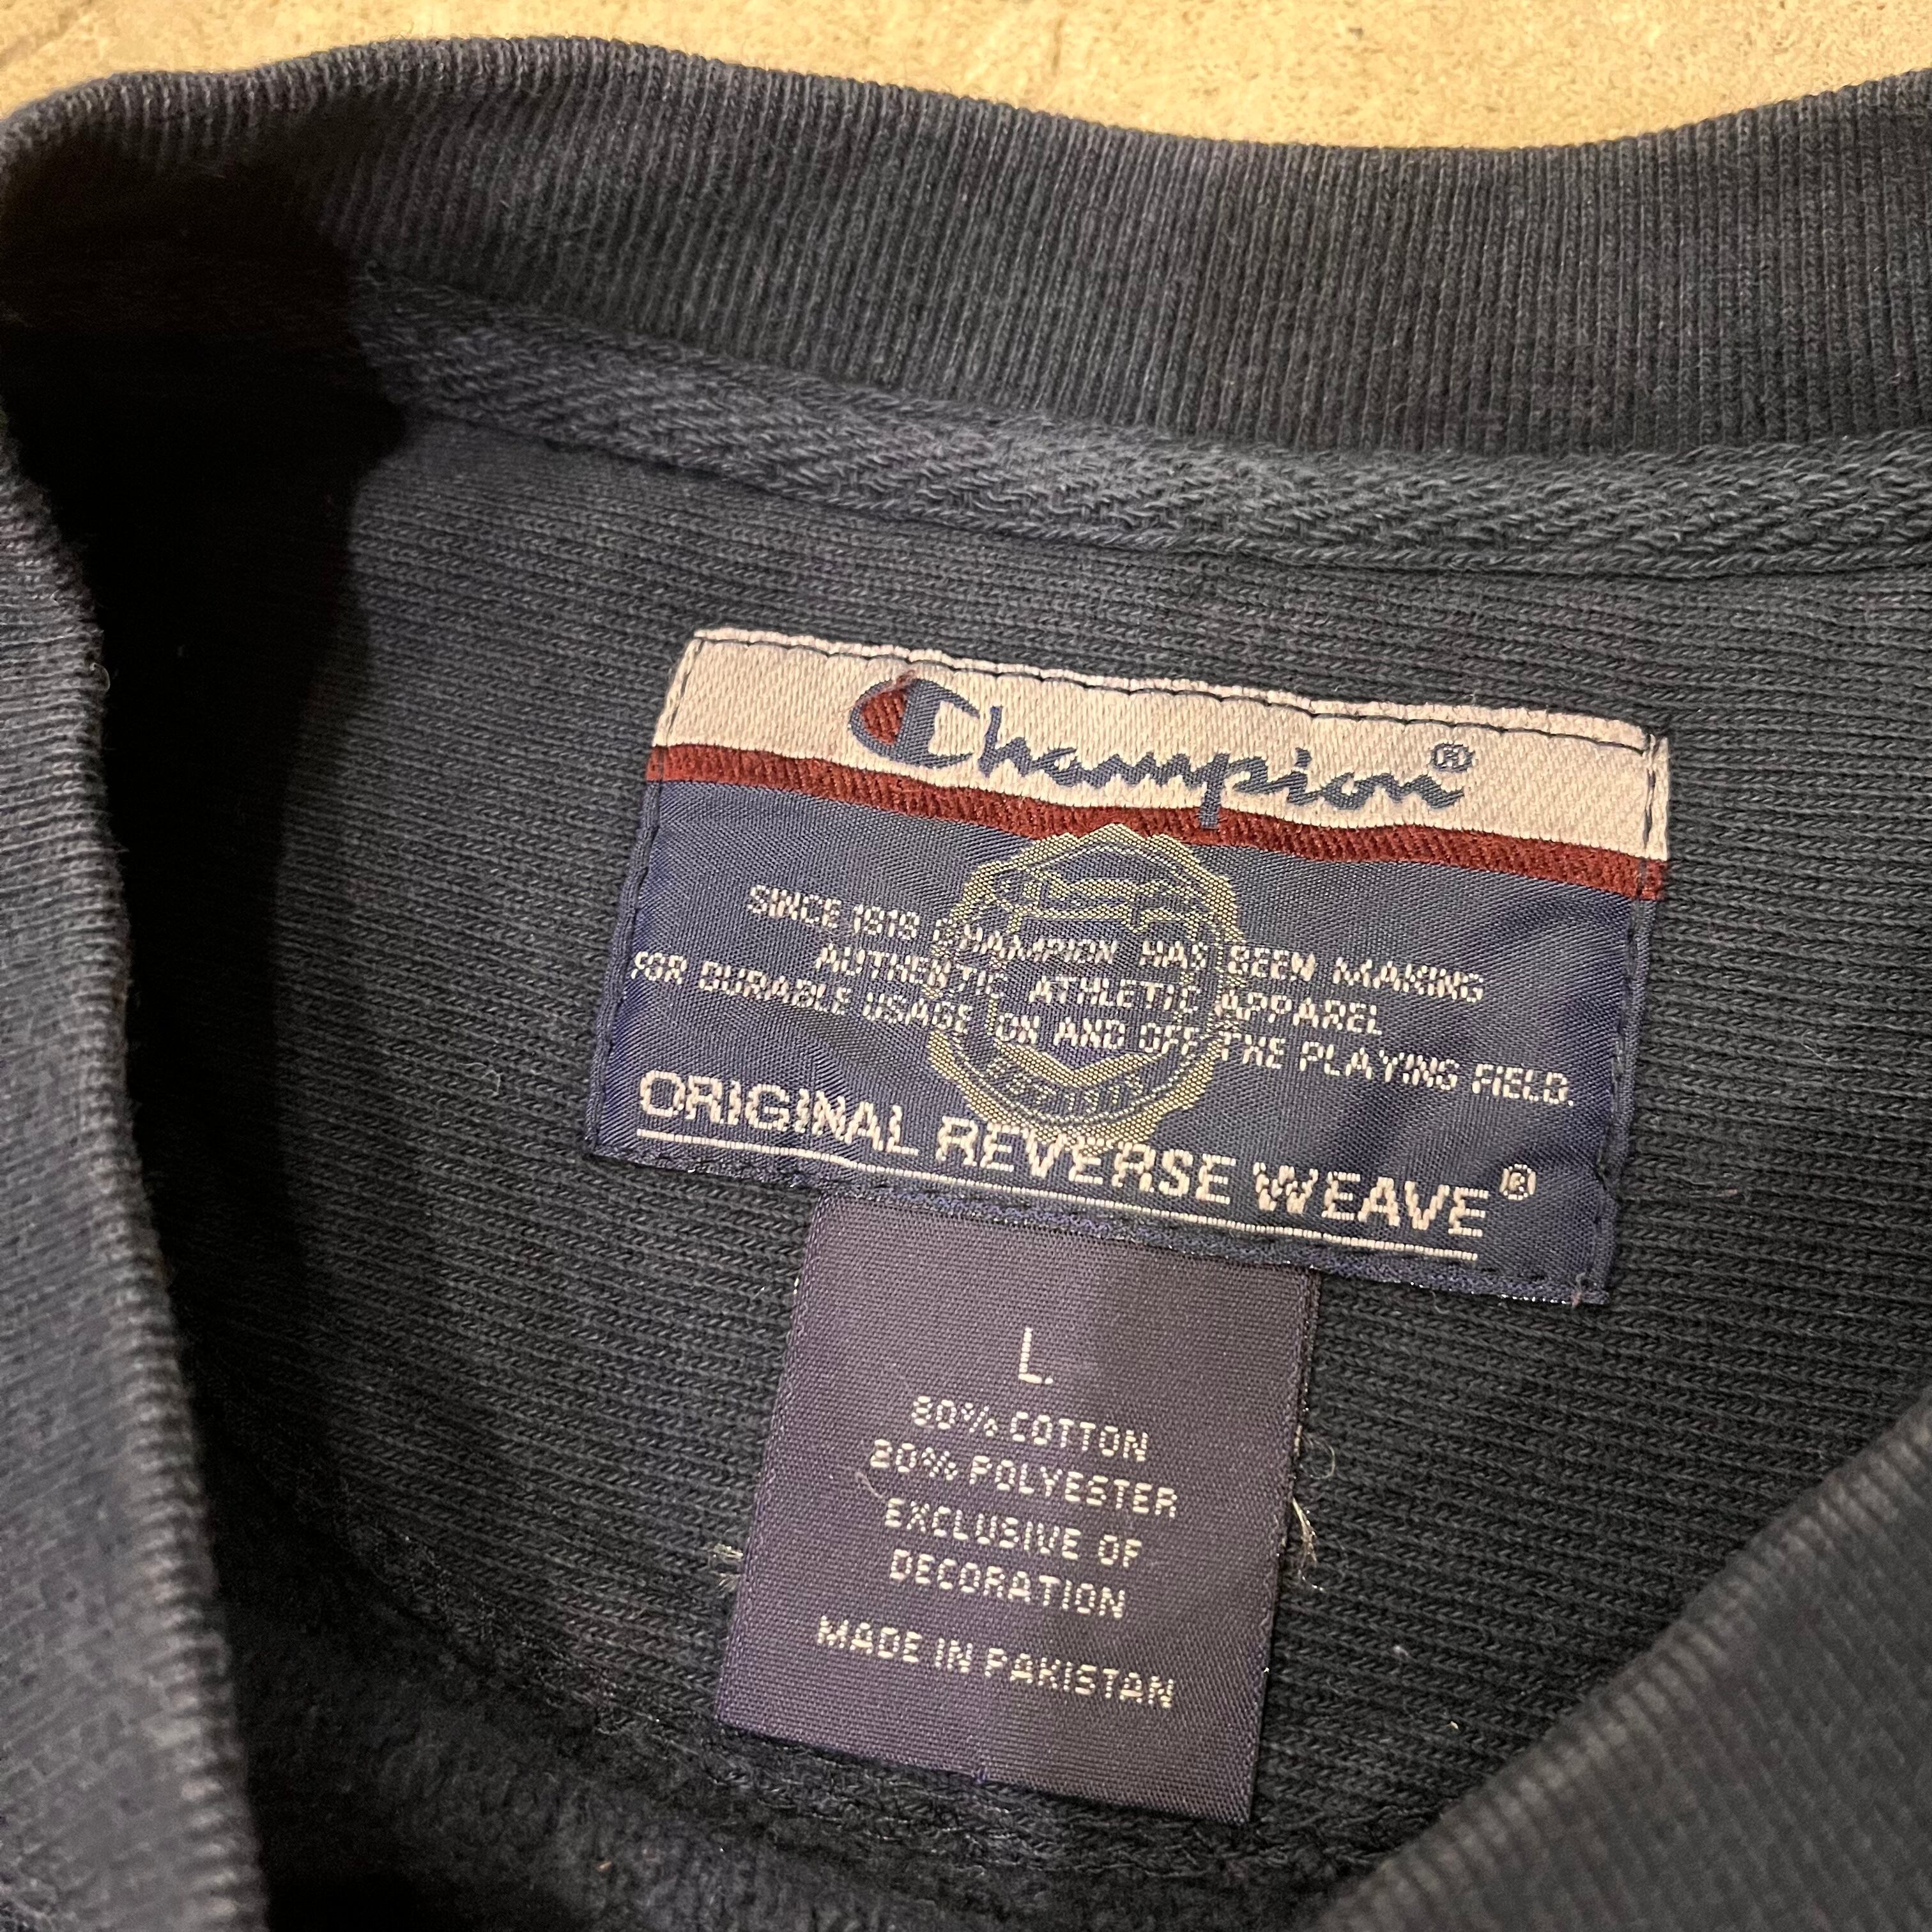 Champion®
SINCE 1919 CHAMPION HAS BEEN MAKING
AUTHENTIC ATHLETIC APPAREL
FOR DURABLE USAGE ON AND OFF THE PLAYING FIELD.
ORIGINAL REVERSE WEAVE®
L
80% COTTON
20% POLYESTER
EXCLUSIVE OF
DECORATION
MADE IN PAKISTAN